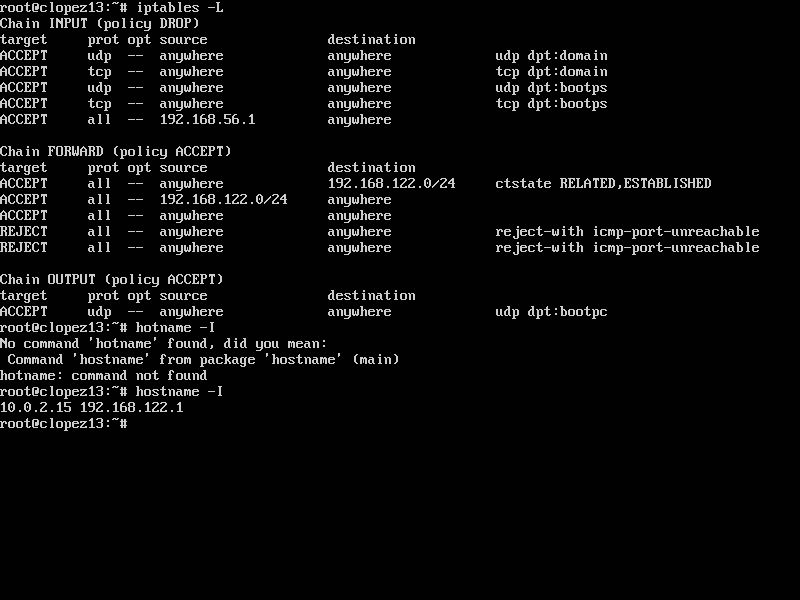 root@clopez13:~# iptables -L
Chain INPUT (policy DROP)
target     prot opt source               destination
ACCEPT     udp  --  anywhere             anywhere             udp dpt:domain
ACCEPT     tcp  --  anywhere             anywhere             tcp dpt:domain
ACCEPT     udp  --  anywhere             anywhere             udp dpt:bootps
ACCEPT     tcp  --  anywhere             anywhere             tcp dpt:bootps
ACCEPT     all  --  192.168.56.1         anywhere

Chain FORWARD (policy ACCEPT)
target     prot opt source               destination
ACCEPT     all  --  anywhere             192.168.122.0/24     ctstate RELATED,ESTABLISHED
ACCEPT     all  --  192.168.122.0/24     anywhere
ACCEPT     all  --  anywhere             anywhere
REJECT     all  --  anywhere             anywhere             reject-with icmp-port-unreachable
REJECT     all  --  anywhere             anywhere             reject-with icmp-port-unreachable

Chain OUTPUT (policy ACCEPT)
target     prot opt source               destination
ACCEPT     udp  --  anywhere             anywhere             udp dpt:bootpc
root@clopez13:~# hotname -I
No command 'hotname' found, did you mean:
 Command 'hostname' from package 'hostname' (main)
hotname: command not found
root@clopez13:~# hostname -I
10.0.2.15 192.168.122.1
root@clopez13:~#